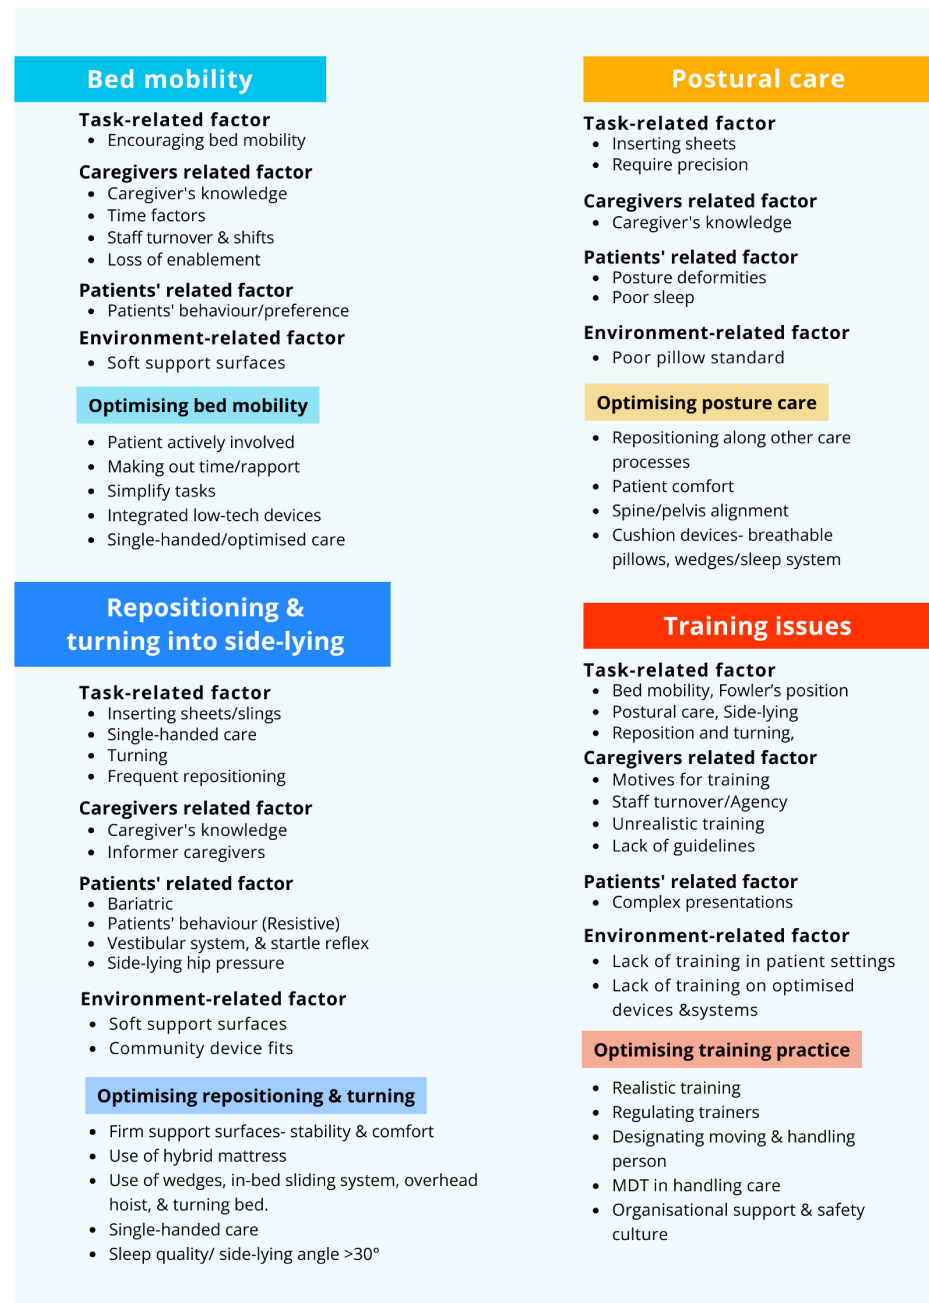 Bed mobility
Task-related factor
• Encouraging bed mobility
Caregivers related factor
• Caregiver's knowledge
• Time factors
• Staff turnover & shifts
• Loss of enablement
Patients' related factor
• Patients' behaviour/preference
Environment-related factor
• Soft support surfaces
Optimising bed mobility
• Patient actively involved
• Making out time/rapport
• Simplify tasks
• Integrated low-tech devices
• Single-handed/optimised care
Repositioning &
turning into side-lying
Task-related factor
• Inserting sheets/slings
• Single-handed care
• Turning
• Frequent repositioning
Caregivers related factor
• Caregiver's knowledge
• Informer caregivers
Patients' related factor
• Bariatric
• Patients' behaviour (Resistive)
• Vestibular system, & startle reflex
• Side-lying hip pressure
Environment-related factor
• Soft support surfaces
• Community device fits
Optimising repositioning & turning
• Firm support surfaces- stability & comfort
• Use of hybrid mattress
• Use of wedges, in-bed sliding system, overhead
hoist, & turning bed.
• Single-handed care
• Sleep quality/ side-lying angle >30°
Postural care
Task-related factor
• Inserting sheets
• Require precision
Caregivers related factor
• Caregiver's knowledge
Patients' related factor
• Posture deformities
• Poor sleep
Environment-related factor
• Poor pillow standard
Optimising posture care
• Repositioning along other care
processes
• Patient comfort
• Spine/pelvis alignment
• Cushion devices- breathable
pillows, wedges/sleep system
Training issues
Task-related factor
• Bed mobility, Fowler’s position
• Postural care, Side-lying
• Reposition and turning,
Caregivers related factor
• Motives for training
• Staff turnover/Agency
• Unrealistic training
• Lack of guidelines
Patients' related factor
• Complex presentations
Environment-related factor
• Lack of training in patient settings
• Lack of training on optimised
devices &systems
Optimising training practice
• Realistic training
• Regulating trainers
• Designating moving & handling
person
• MDT in handling care
• Organisational support & safety
culture